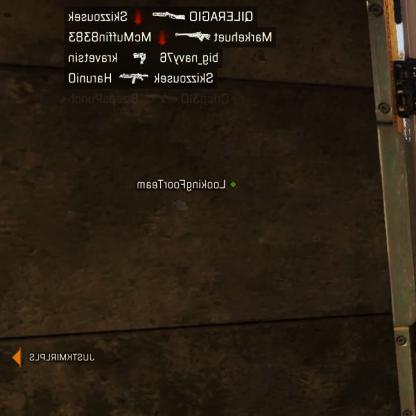 QILERAGIO Skizzousek
Markehuet McMuffin8383
big_navy76 kravetsin
Skizzousek HaruniO
LookingFoorTeam
JUSTKMIRLPLS